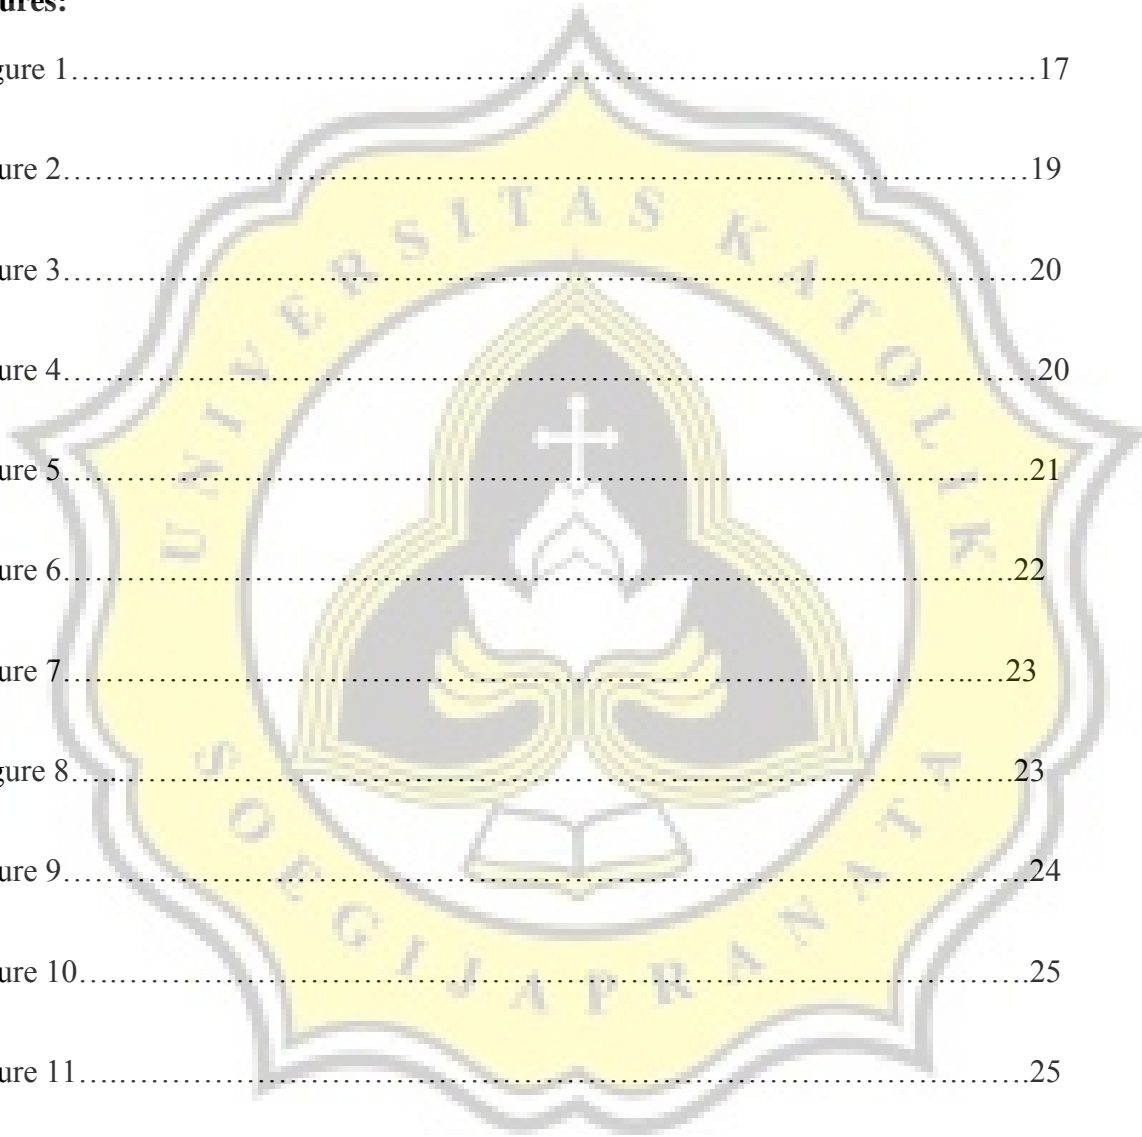 ures:
gure 1 17
ure 2 19
ure 3 20
ure 4 20
ure 5 21
ure 6 22
ure 7 23
gure 8 23
ure 9 24
ure 10 25
ure 11 25
UNIVERSITAS KATOLIK
SOEGIJAPRANATA